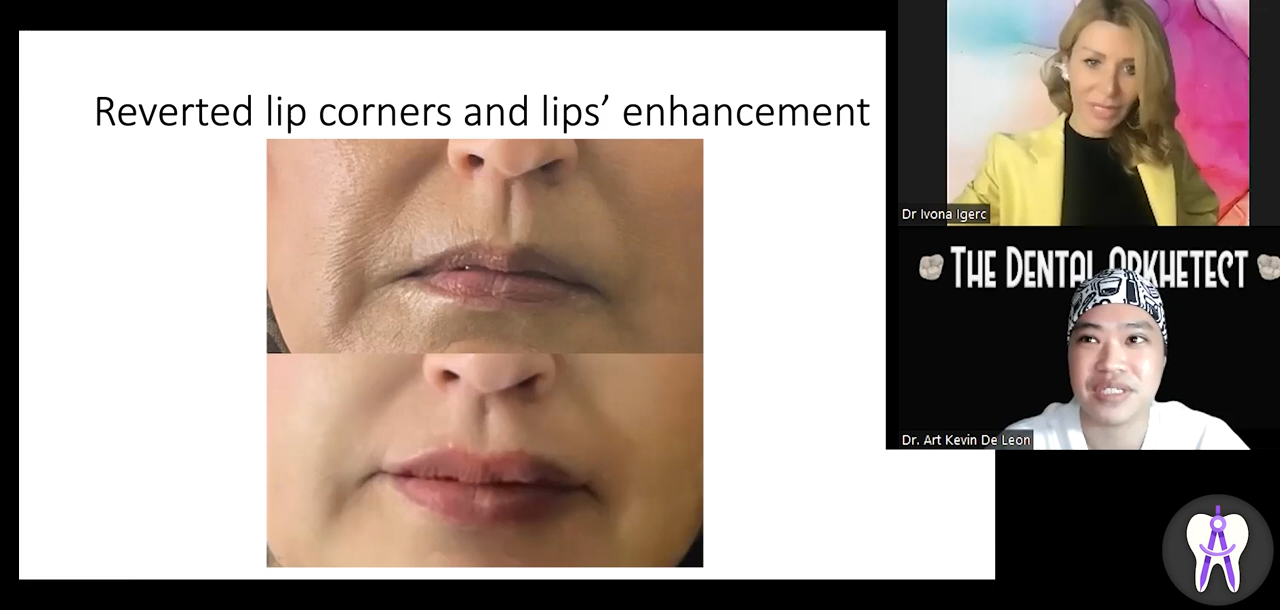 Reverted lip corners and lips’ enhancement
Dr Ivona Igerc
THE DENTAL ARKHETECT
Dr. Art Kevin De Leon